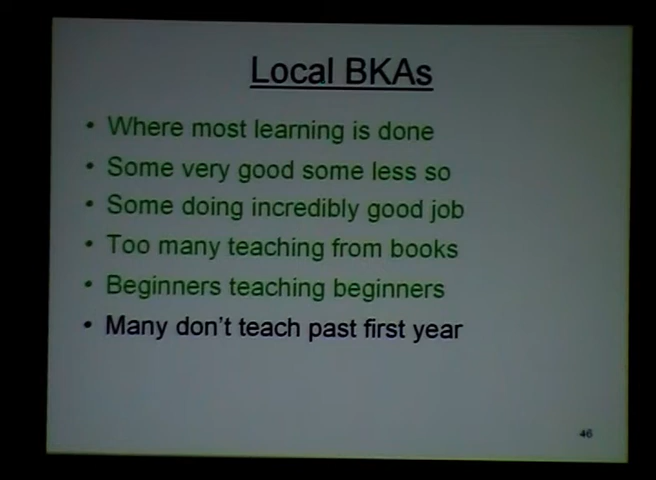 Local BKAs
• Where most learning is done
• Some very good some less so
• Some doing incredibly good job
• Too many teaching from books
• Beginners teaching beginners
• Many don't teach past first year
46